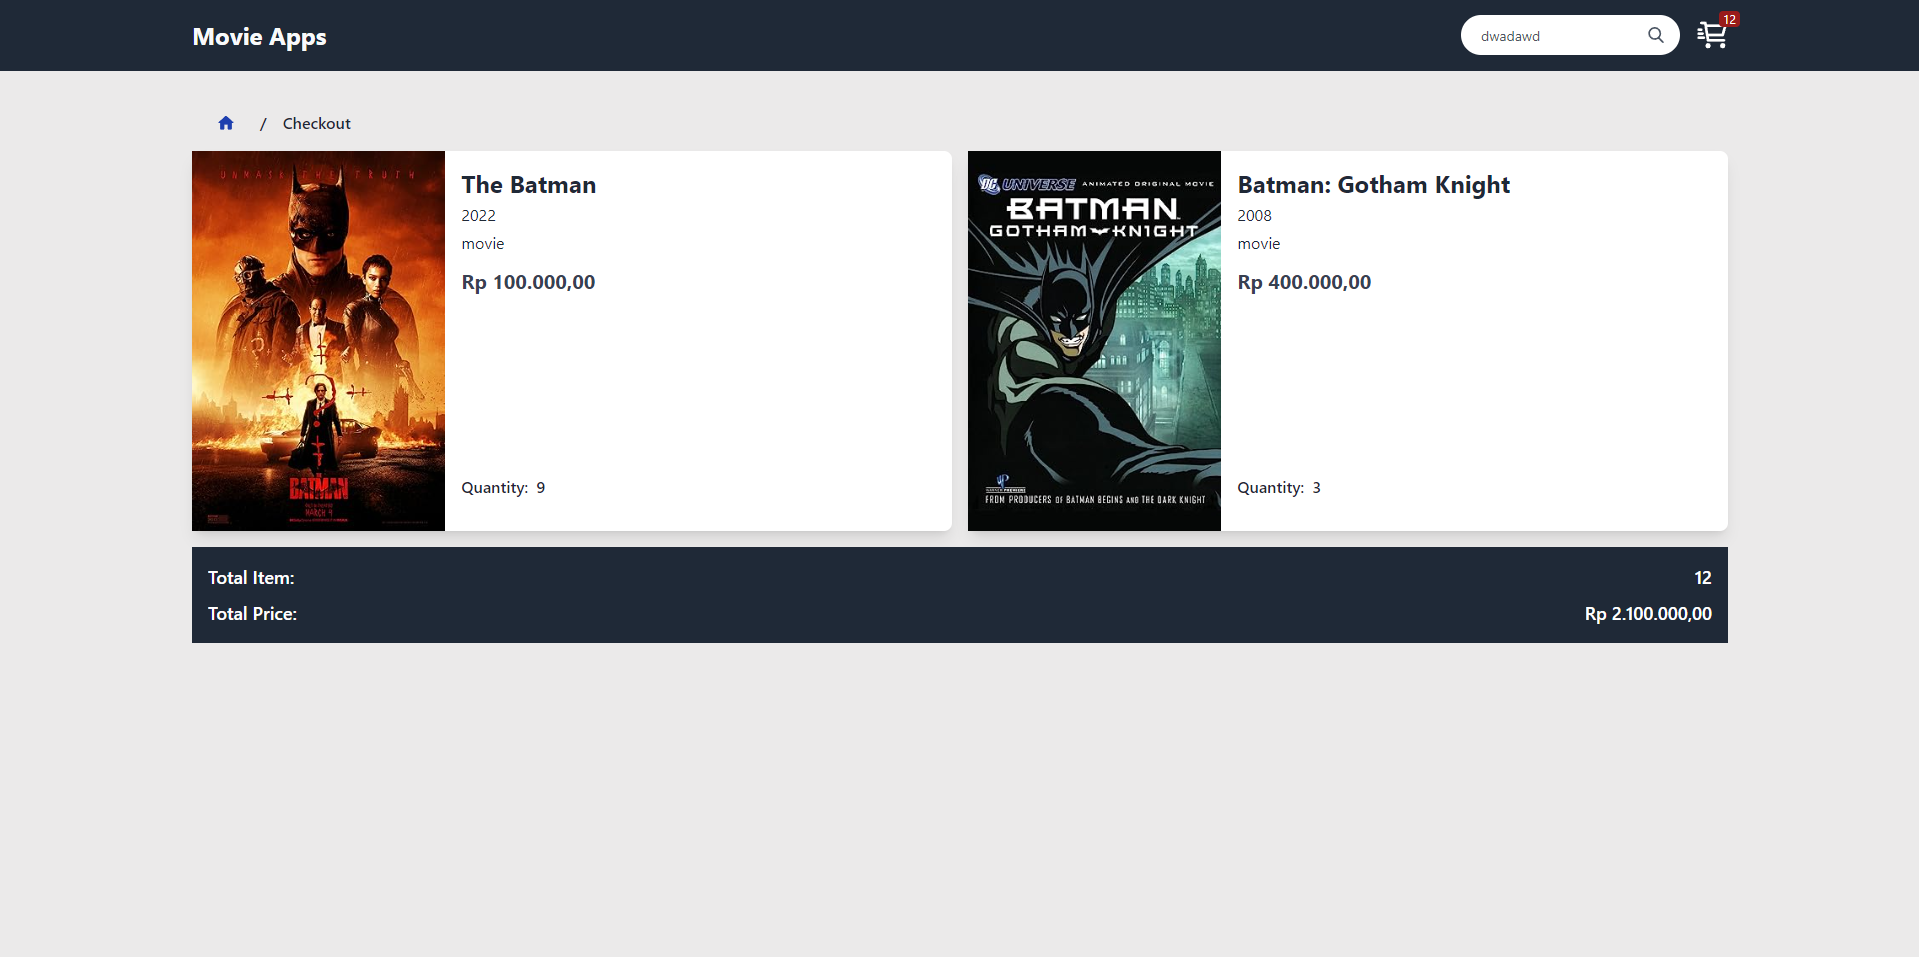 Movie Apps
dwadawd
12
/ Checkout
UNMASK THE TRUTH
THE
BATMAN
MARCH 4
The Batman
2022
movie
Rp 100.000,00
Quantity: 9
DC UNIVERSE ANIMATED ORIGINAL MOVIE
BATMAN
GOTHAM KNIGHT
WARNER PREMIERE
FROM PRODUCERS OF BATMAN BEGINS AND THE DARK KNIGHT
Batman: Gotham Knight
2008
movie
Rp 400.000,00
Quantity: 3
Total Item: 12
Total Price: Rp 2.100.000,00